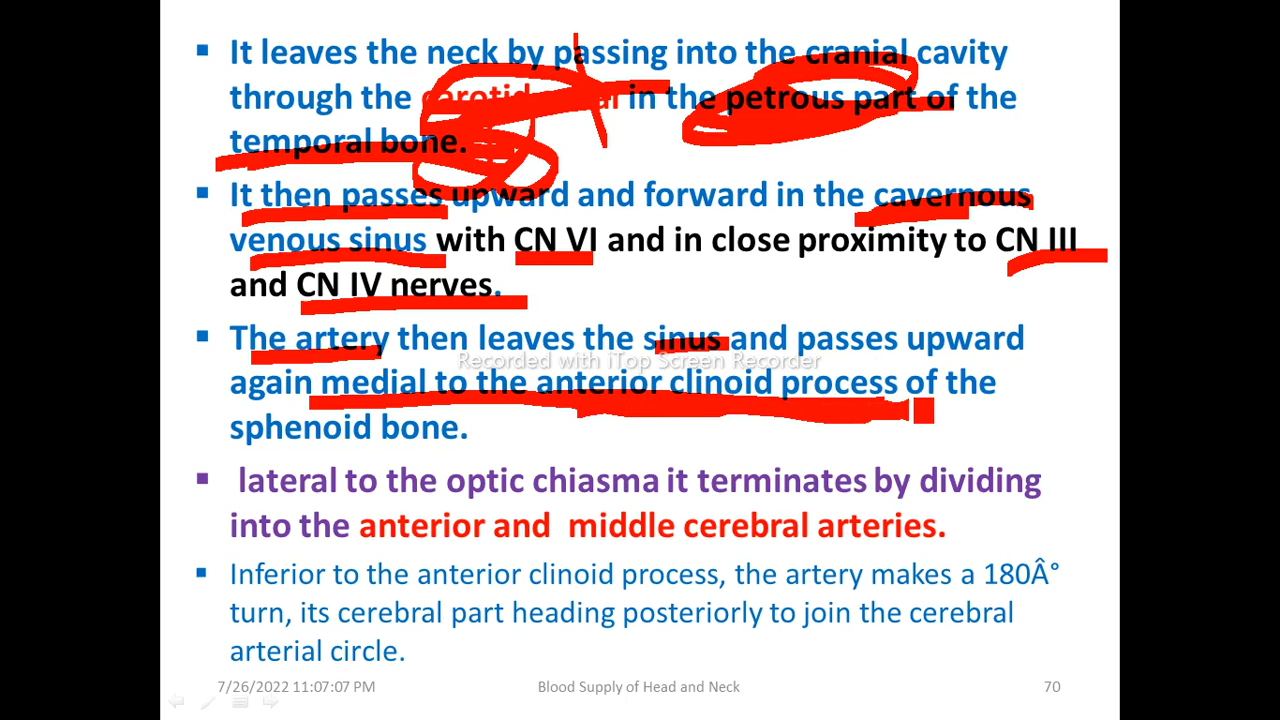 It leaves the neck by passing into the cranial cavity
through the carotid canal in the petrous part of the
temporal bone.
It then passes upward and forward in the cavernous
venous sinus with CN VI and in close proximity to CN III
and CN IV nerves.
The artery then leaves the sinus and passes upward
Recorded with iTop Screen Recorder
again medial to the anterior clinoid process of the
sphenoid bone.
lateral to the optic chiasma it terminates by dividing
into the anterior and middle cerebral arteries.
Inferior to the anterior clinoid process, the artery makes a 180Â°
turn, its cerebral part heading posteriorly to join the cerebral
arterial circle.
7/26/2022 11:07:07 PM Blood Supply of Head and Neck 70